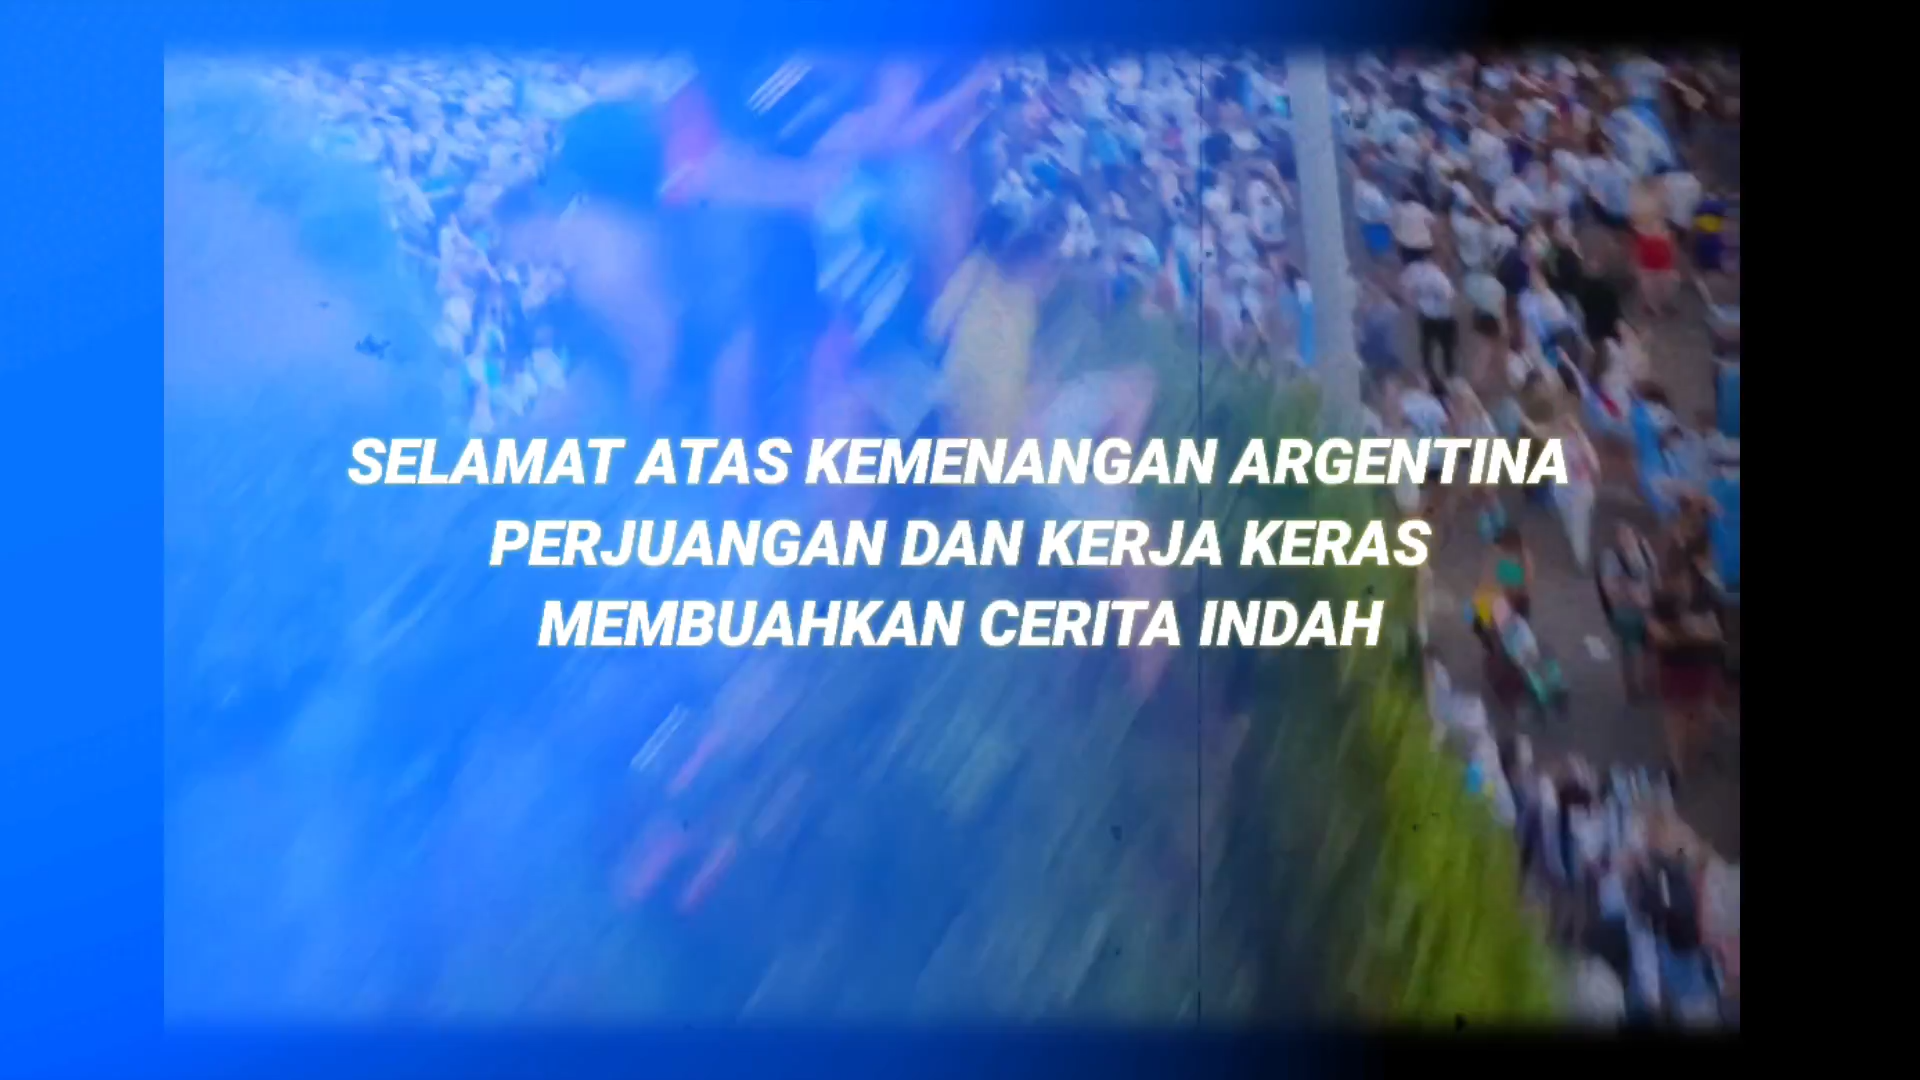 SELAMAT ATAS KEMENANGAN ARGENTINA
PERJUANGAN DAN KERJA KERAS
MEMBUAHKAN CERITA INDAH